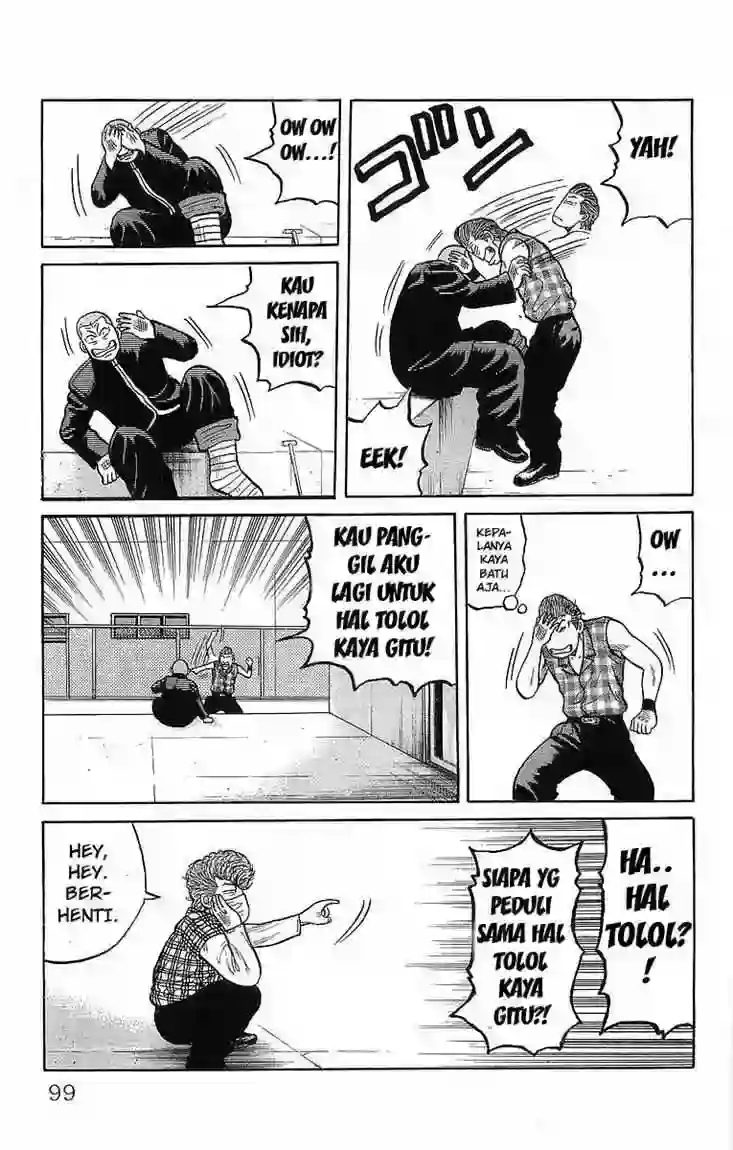 YAH!
ゴン
EEK!
OW OW
OW...!
KAU
KENAPA
SIH,
IDIOT?
OW
...
KEPA-
LANYA
KAYA
BATU
AJA...
KAU PANG-
GIL AKU
LAGI UNTUK
HAL TOLOL
KAYA GITU!
HA..
HAL
TOLOL?
!
SIAPA YG
PEDULI
SAMA HAL
TOLOL
KAYA
GITU?!
HEY,
HEY.
BER-
HENTI.
99